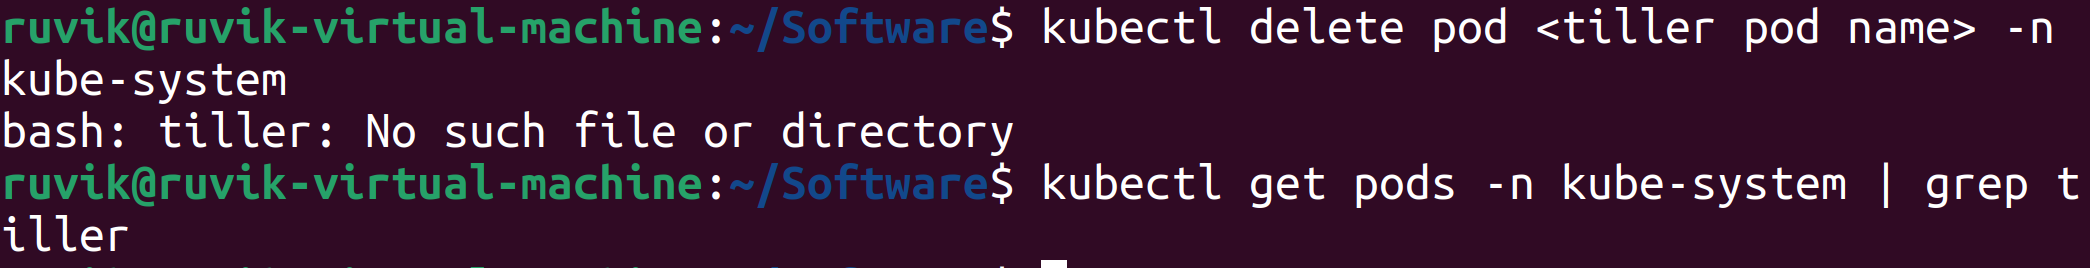 ruvik@ruvik-virtual-machine:~/Software$ kubectl delete pod <tiller pod name> -n
kube-system
bash: tiller: No such file or directory
ruvik@ruvik-virtual-machine:~/Software$ kubectl get pods -n kube-system | grep t
iller